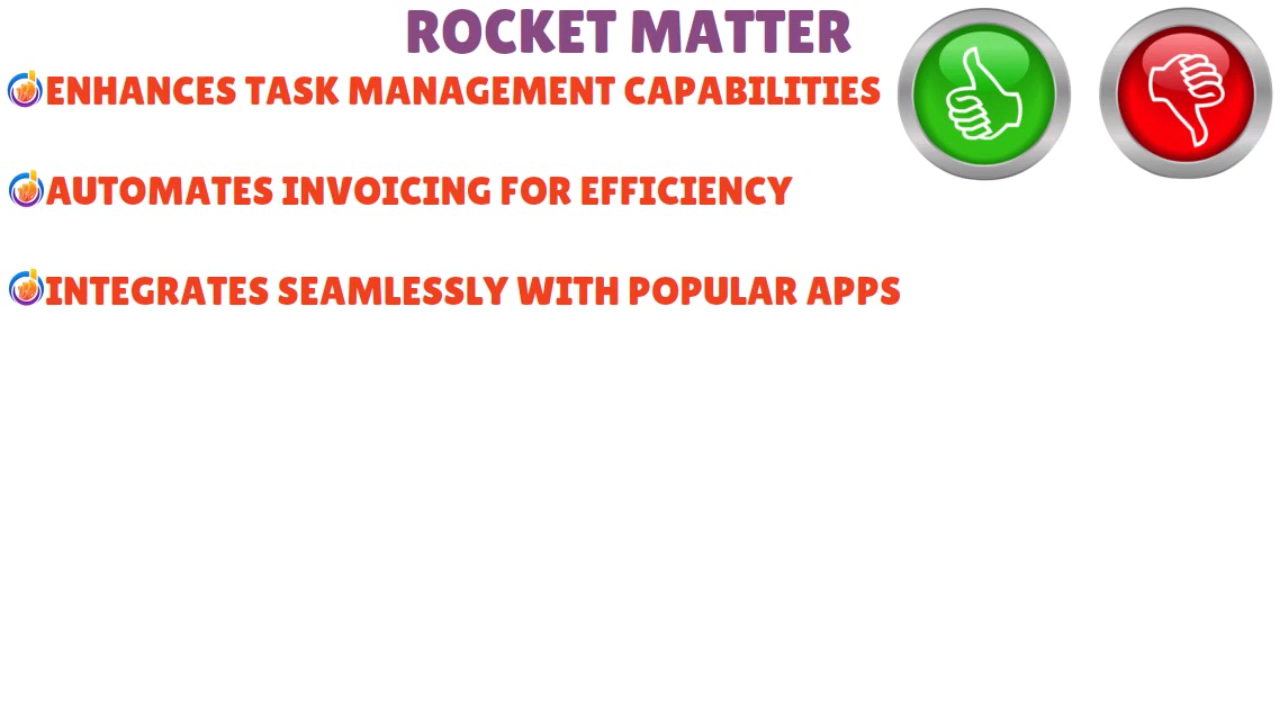 ROCKET MATTER
ENHANCES TASK MANAGEMENT CAPABILITIES
AUTOMATES INVOICING FOR EFFICIENCY
INTEGRATES SEAMLESSLY WITH POPULAR APPS